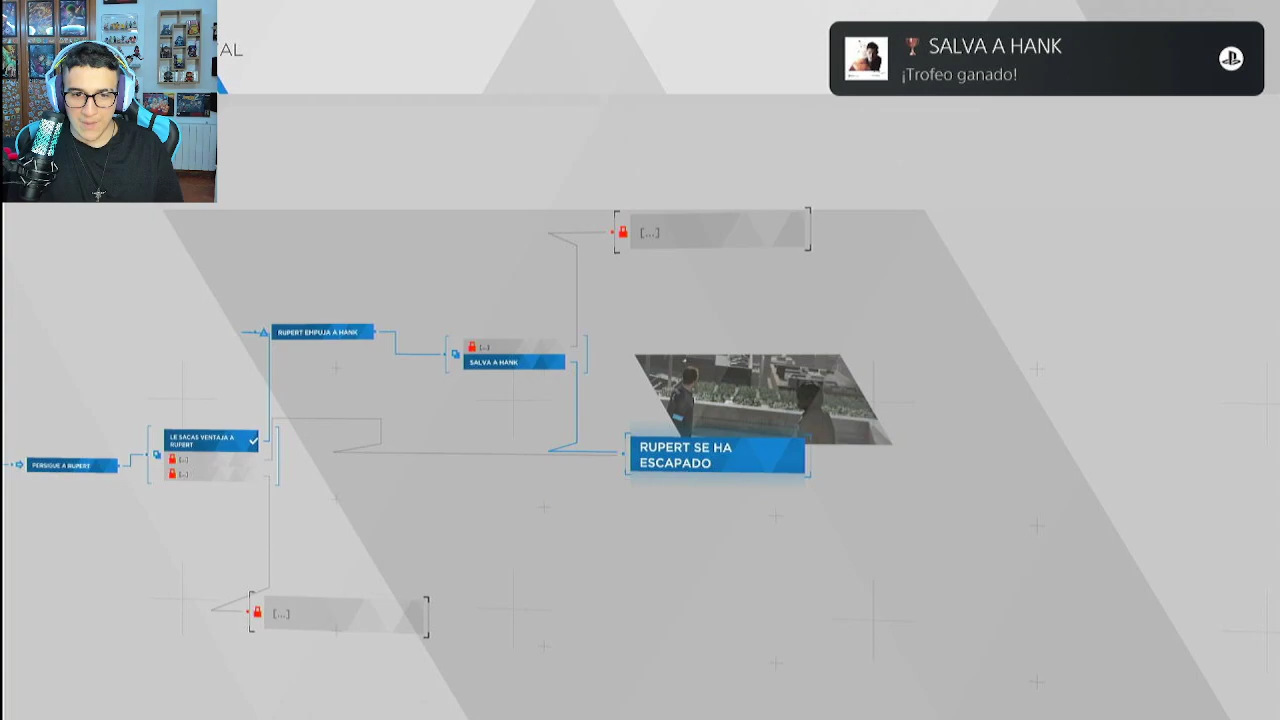 AL
SALVA A HANK
¡Trofeo ganado!
[...]
RUPERT EMPUJA A HANK
[...]
SALVA A HANK
LE SACAS VENTAJA A
RUPERT
[...]
[...]
PERSIGUE A RUPERT
RUPERT SE HA
ESCAPADO
[...]